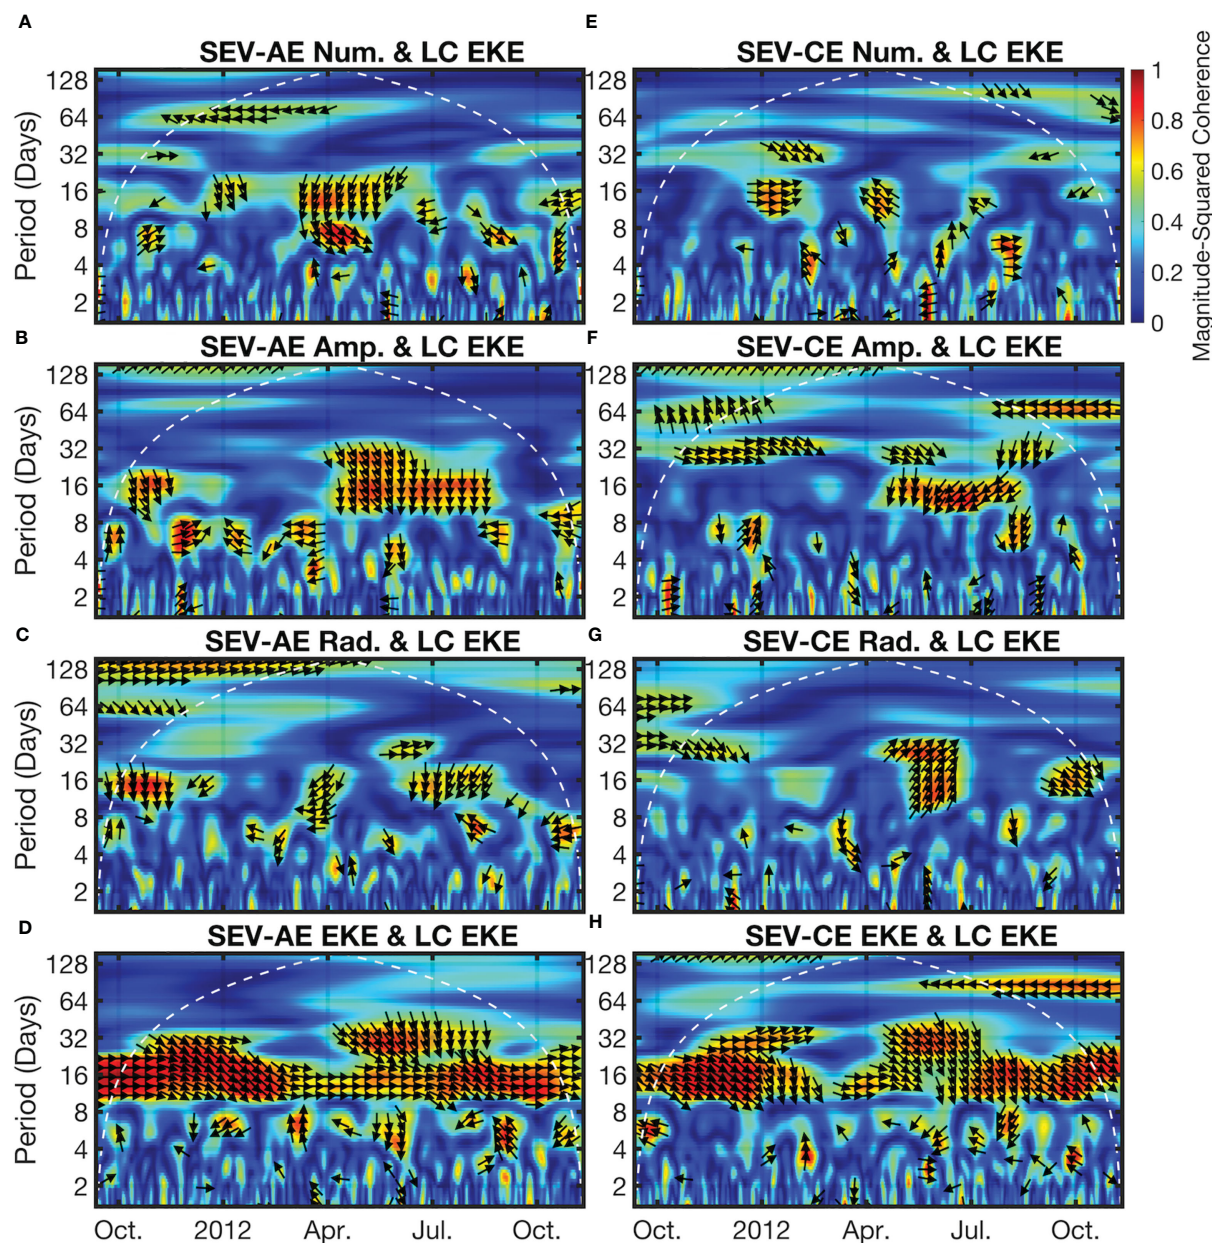 A
SEV-AE Num. & LC EKE
128
64
32
16
8
4
2
Period (Days)
E
SEV-CE Num. & LC EKE
128
64
32
16
8
4
2
1
0.8
0.6
0.4
0.2
0
Magnitude-Squared Coherence
B
SEV-AE Amp. & LC EKE
128
64
32
16
8
4
2
Period (Days)
F
SEV-CE Amp. & LC EKE
128
64
32
16
8
4
2
C
SEV-AE Rad. & LC EKE
128
64
32
16
8
4
2
Period (Days)
G
SEV-CE Rad. & LC EKE
128
64
32
16
8
4
2
D
SEV-AE EKE & LC EKE
128
64
32
16
8
4
2
Period (Days)
Oct. 2012 Apr. Jul. Oct.
H
SEV-CE EKE & LC EKE
128
64
32
16
8
4
2
Oct. 2012 Apr. Jul. Oct.